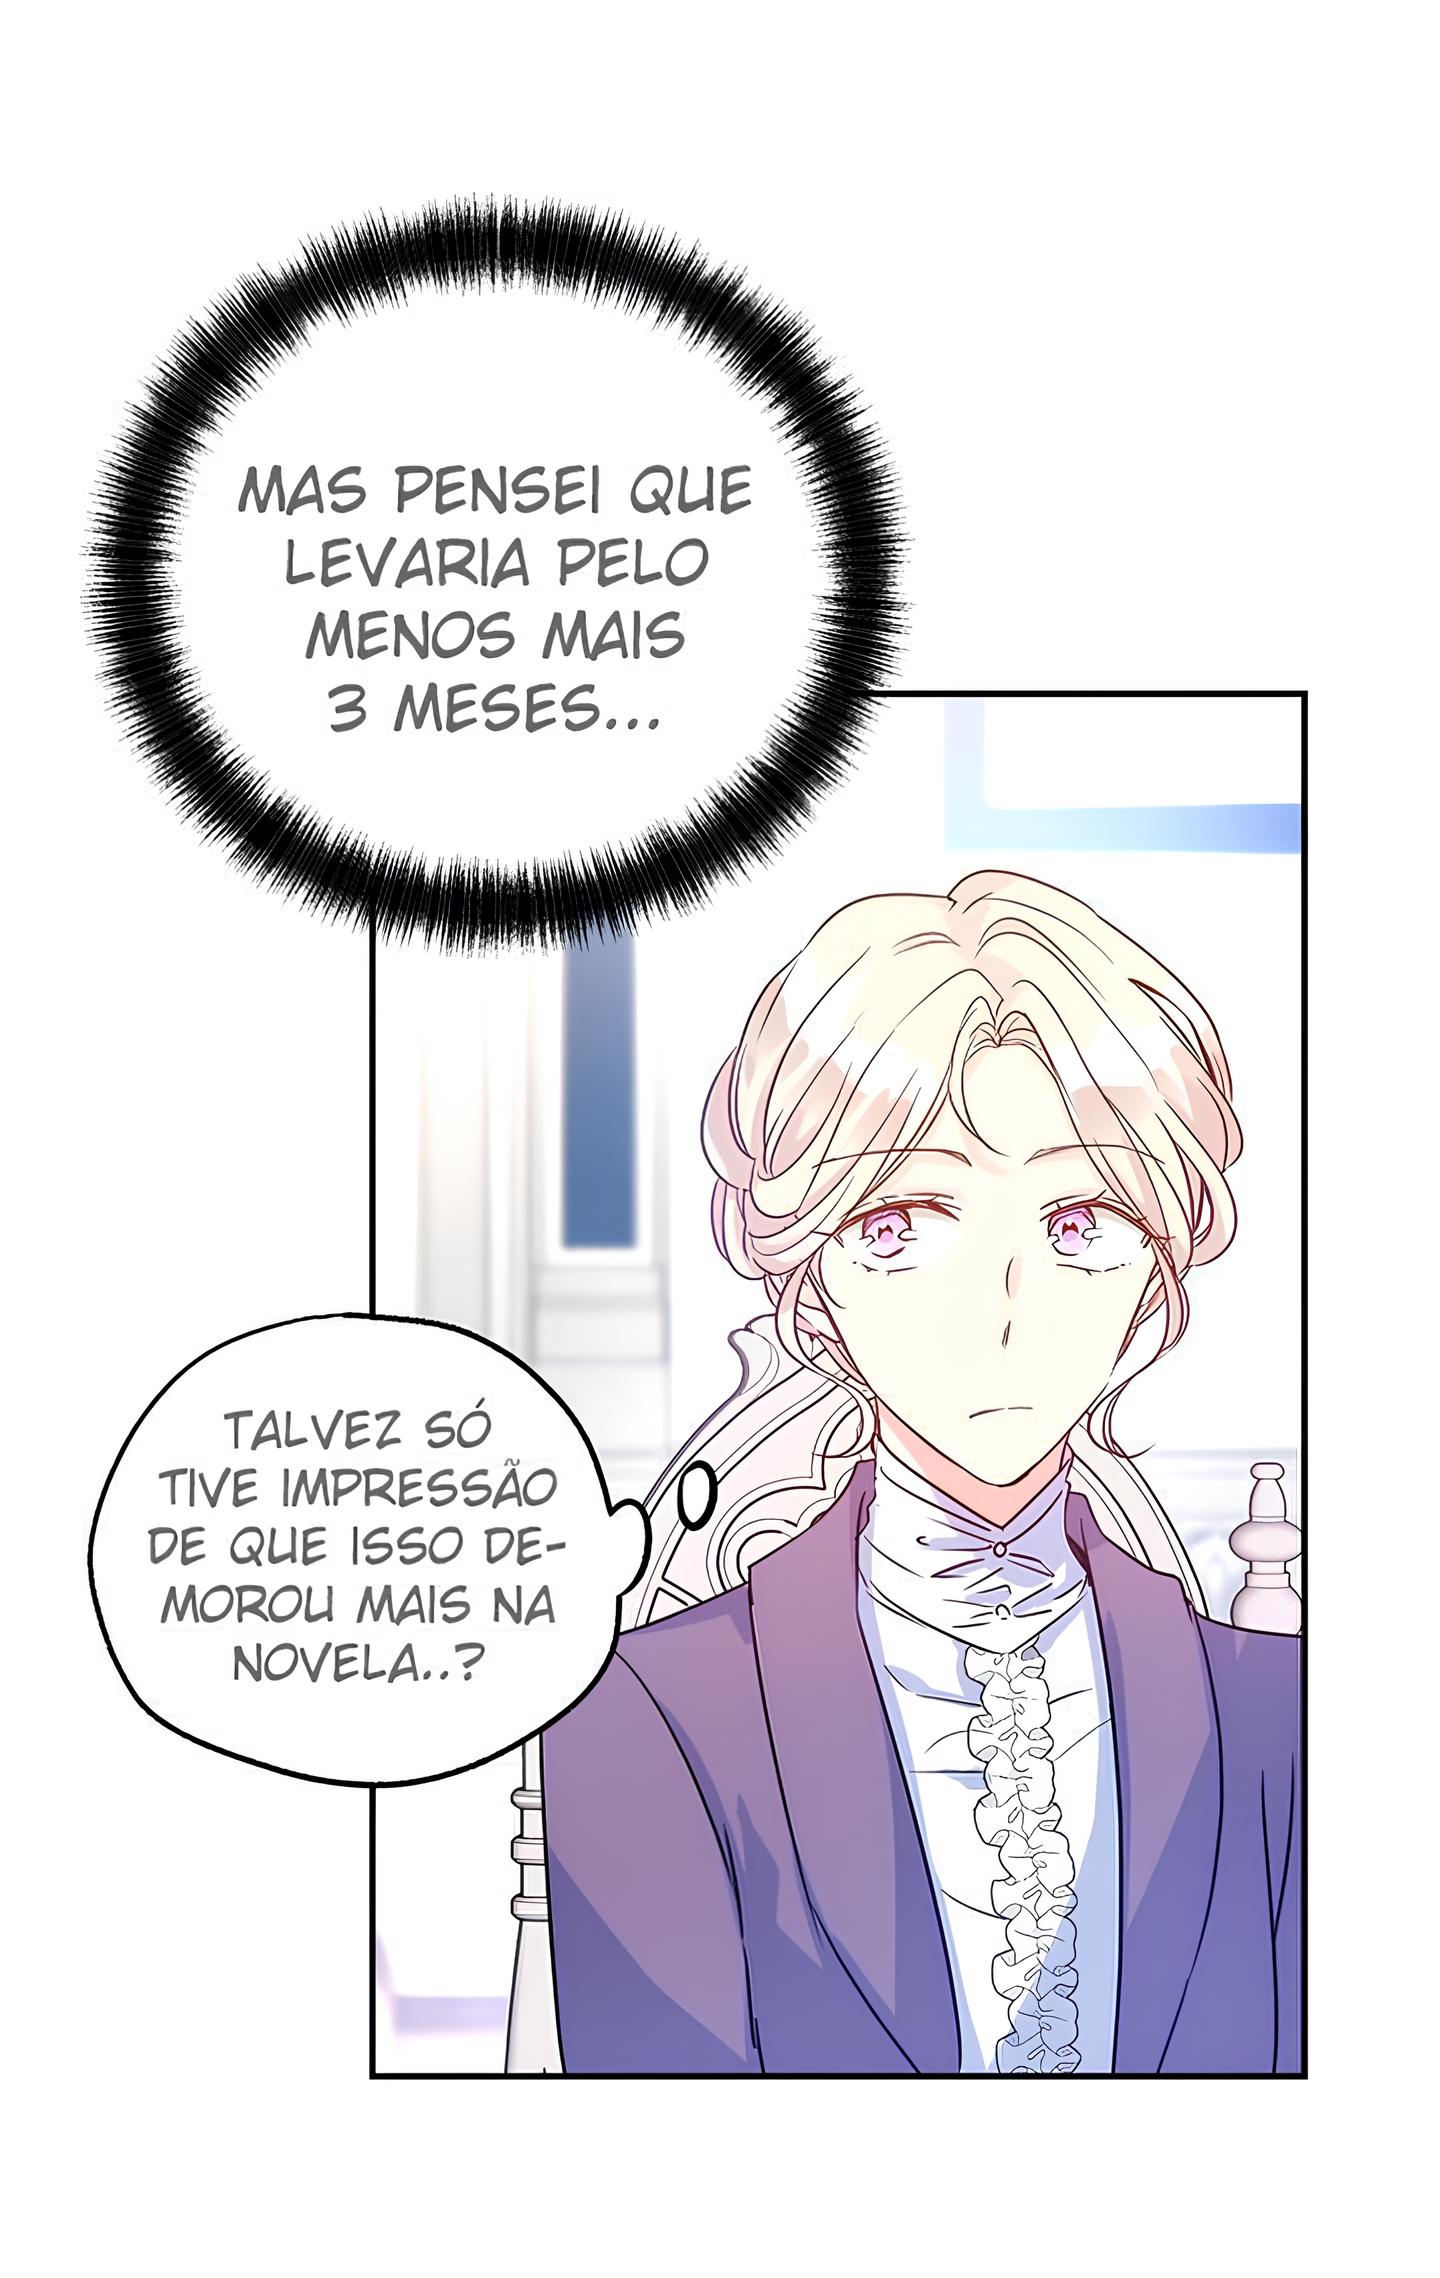 MAS PENSEI QUE
LEVARIA PELO
MENOS MAIS
3 MESES...
TALVEZ SÓ
TIVE IMPRESSÃO
DE QUE ISSO DE-
MOROU MAIS NA
NOVELA..?